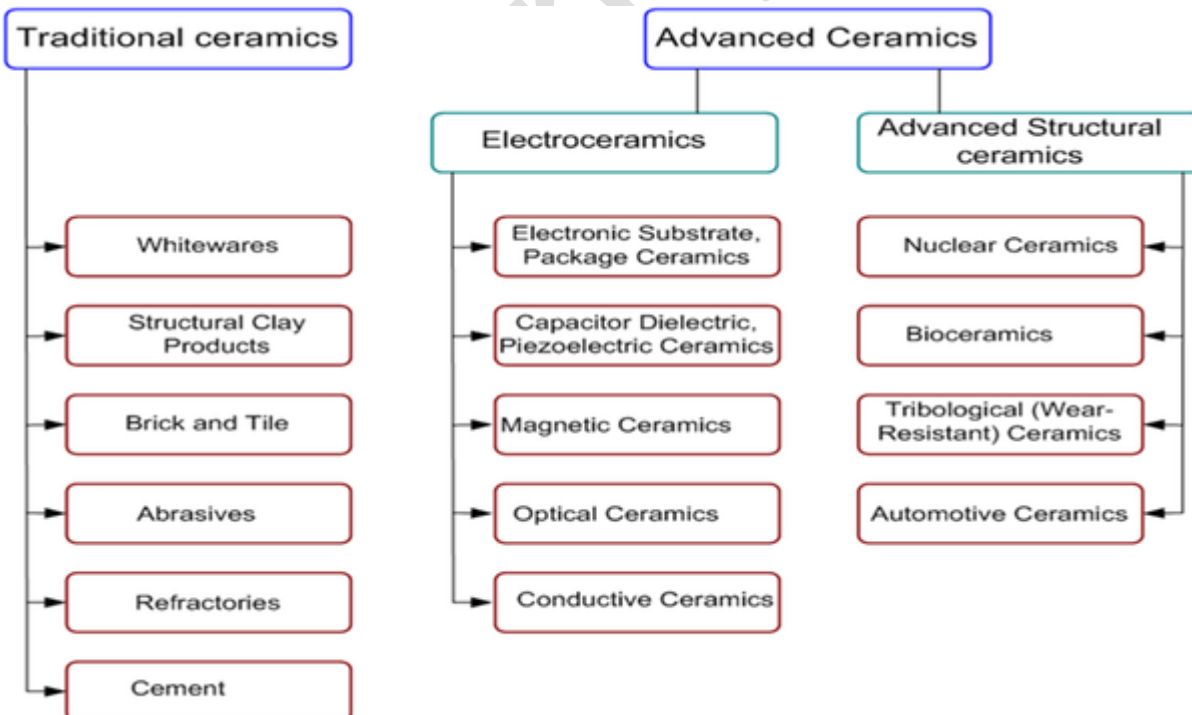 Traditional ceramics
Whitewares
Structural Clay
Products
Brick and Tile
Abrasives
Refractories
Cement
Advanced Ceramics
Electroceramics
Electronic Substrate,
Package Ceramics
Capacitor Dielectric,
Piezoelectric Ceramics
Magnetic Ceramics
Optical Ceramics
Conductive Ceramics
Advanced Structural
ceramics
Nuclear Ceramics
Bioceramics
Tribological (Wear-
Resistant) Ceramics
Automotive Ceramics